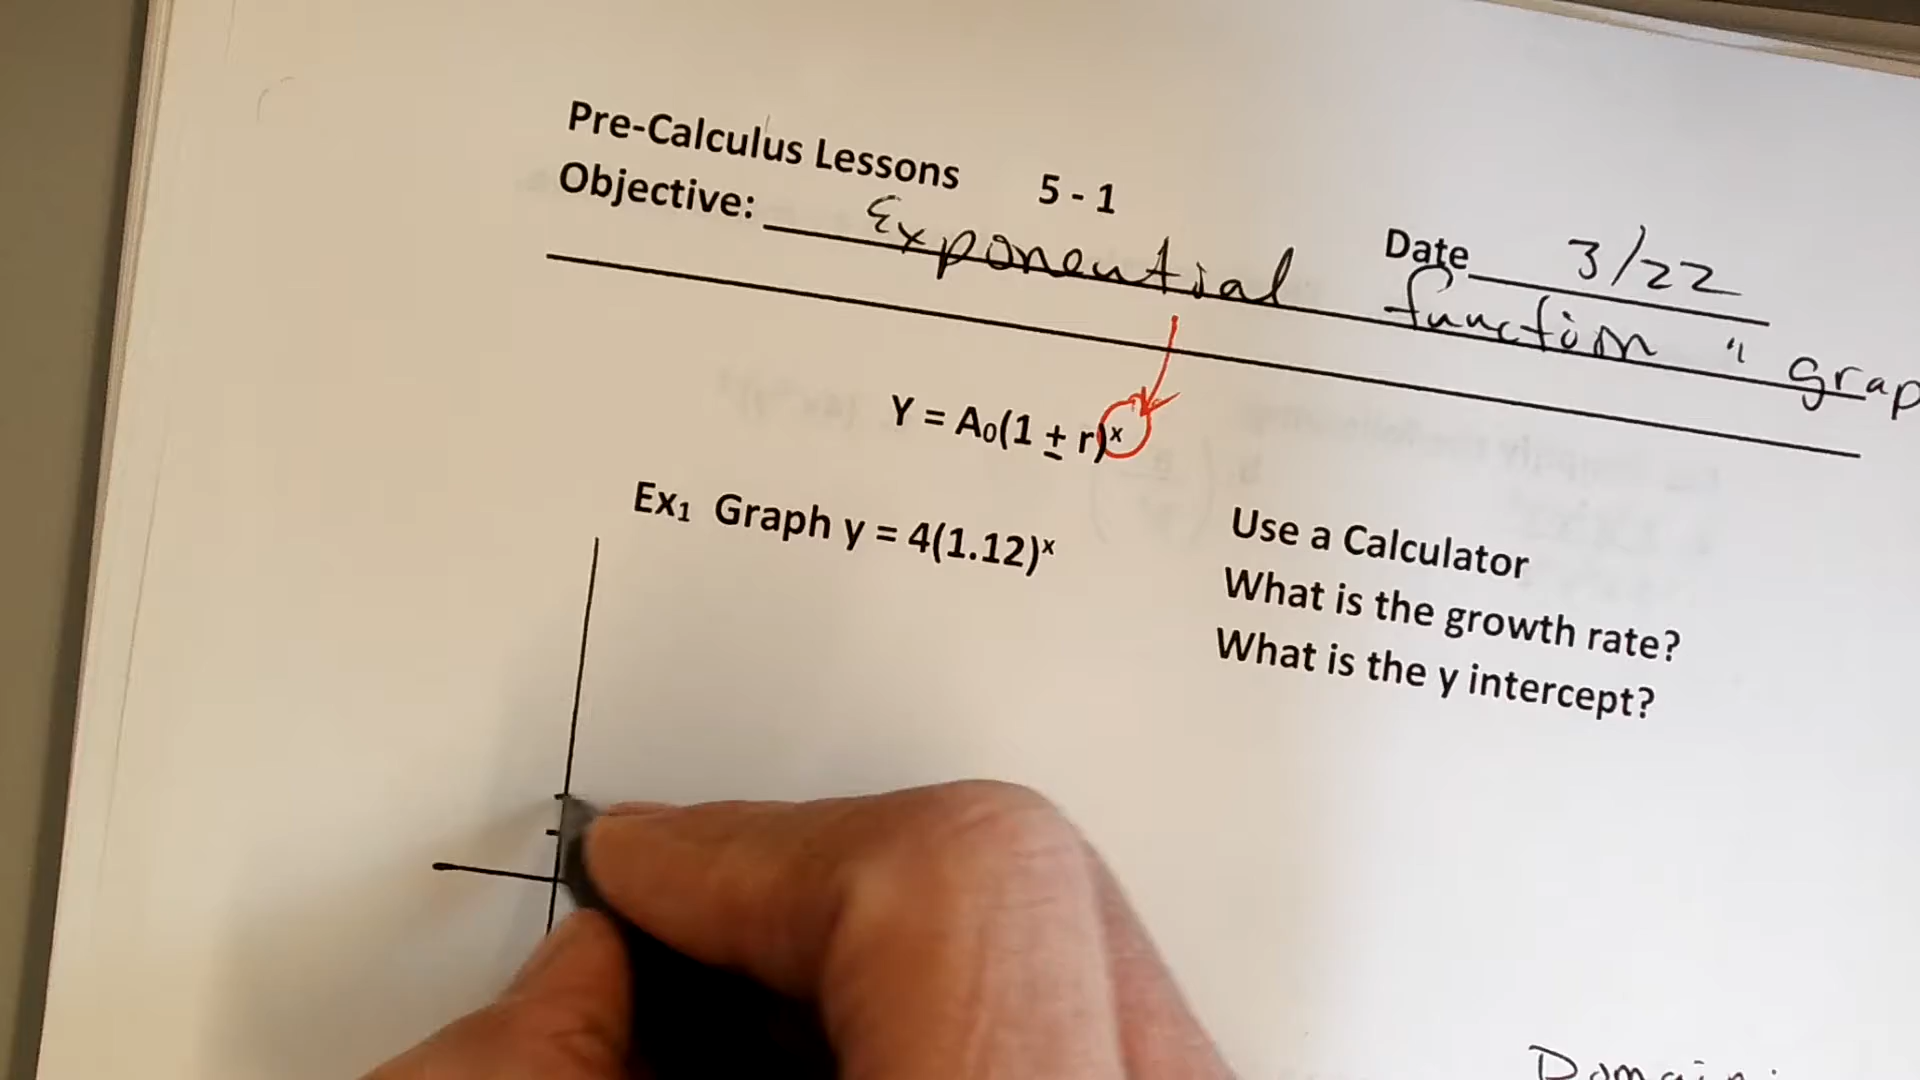 Pre-Calculus Lessons 5 - 1
Date 3/22
Objective: Exponential function " grap
Y = A₀(1 ± r)ˣ
Ex₁ Graph y = 4(1.12)ˣ
Use a Calculator
What is the growth rate?
What is the y intercept?
Domain: